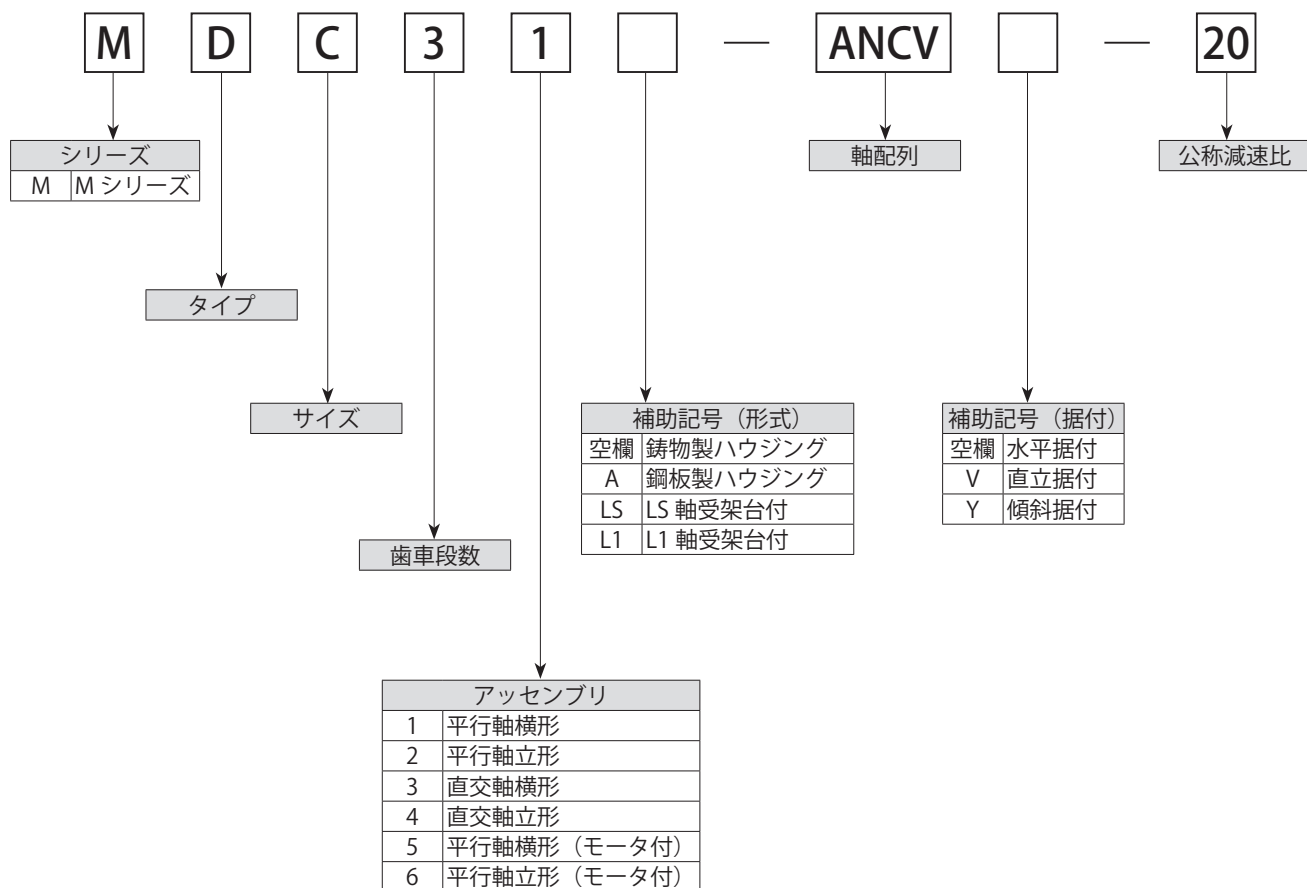 M D C 3 1 — ANCV — 20
シリーズ
M M シリーズ
軸配列
公称減速比
タイプ
サイズ
補助記号（形式）
空欄 鋳物製ハウジング
A 鋼板製ハウジング
LS LS 軸受架台付
L1 L1 軸受架台付
補助記号（据付）
空欄 水平据付
V 直立据付
Y 傾斜据付
歯車段数
アッセンブリ
1 平行軸横形
2 平行軸立形
3 直交軸横形
4 直交軸立形
5 平行軸横形（モータ付）
6 平行軸立形（モータ付）